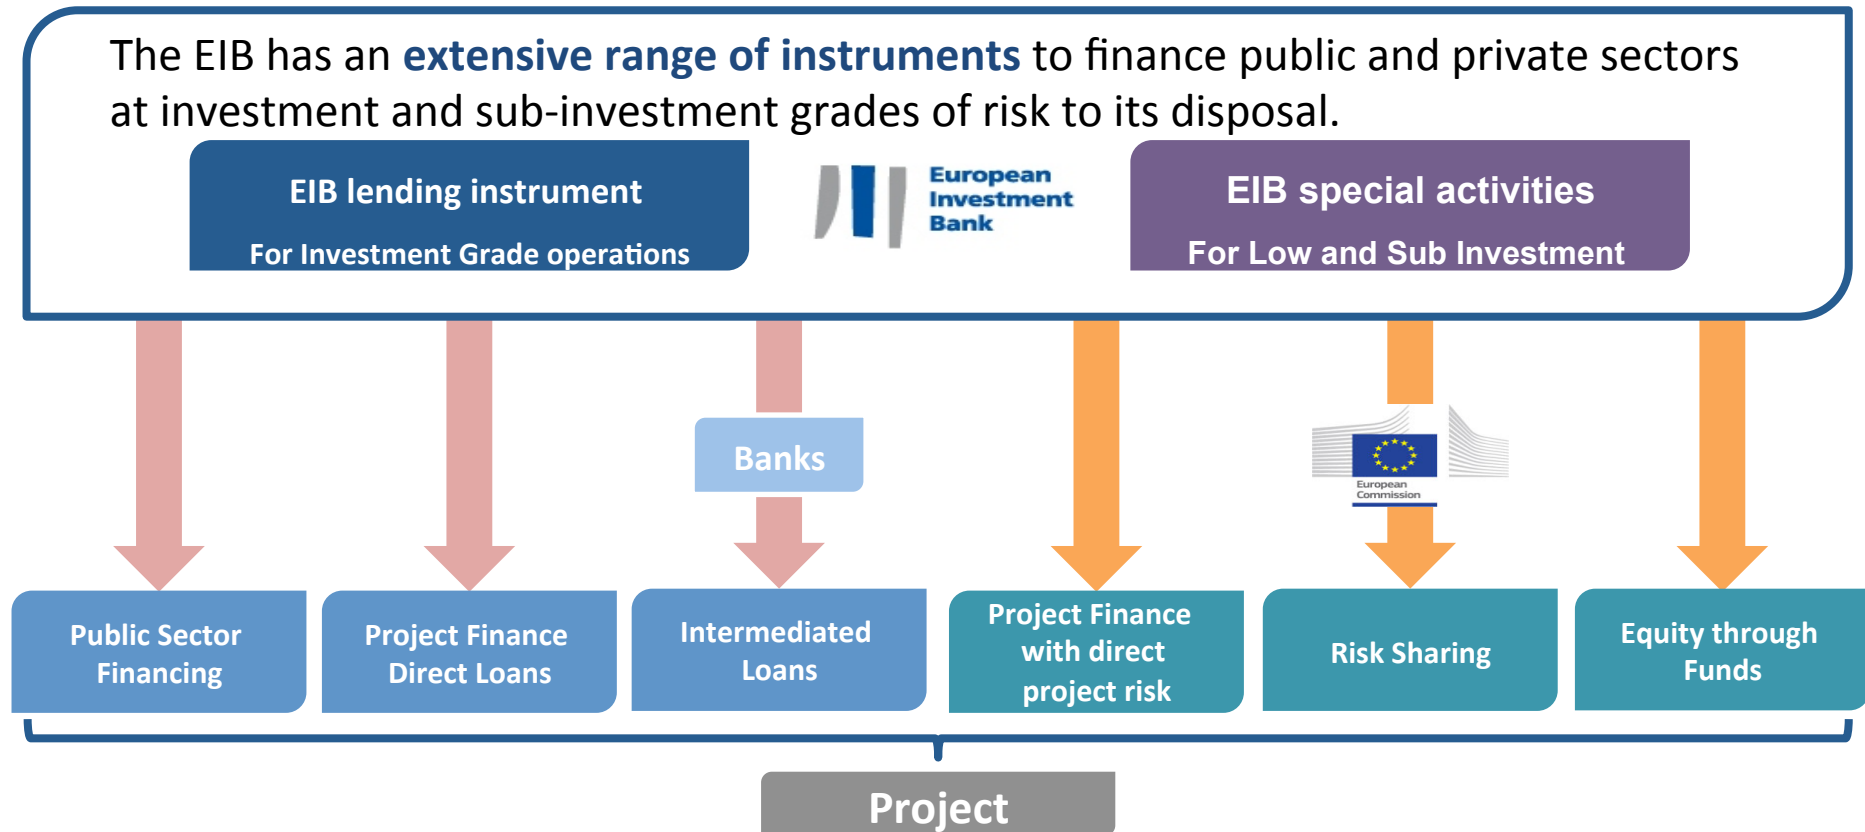 The EIB has an extensive range of instruments to finance public and private sectors
at investment and sub-investment grades of risk to its disposal.
EIB lending instrument
For Investment Grade operations
European
Investment
Bank
EIB special activities
For Low and Sub Investment
Banks
European
Commission
Public Sector
Financing
Project Finance
Direct Loans
Intermediated
Loans
Project Finance
with direct
project risk
Risk Sharing
Equity through
Funds
Project